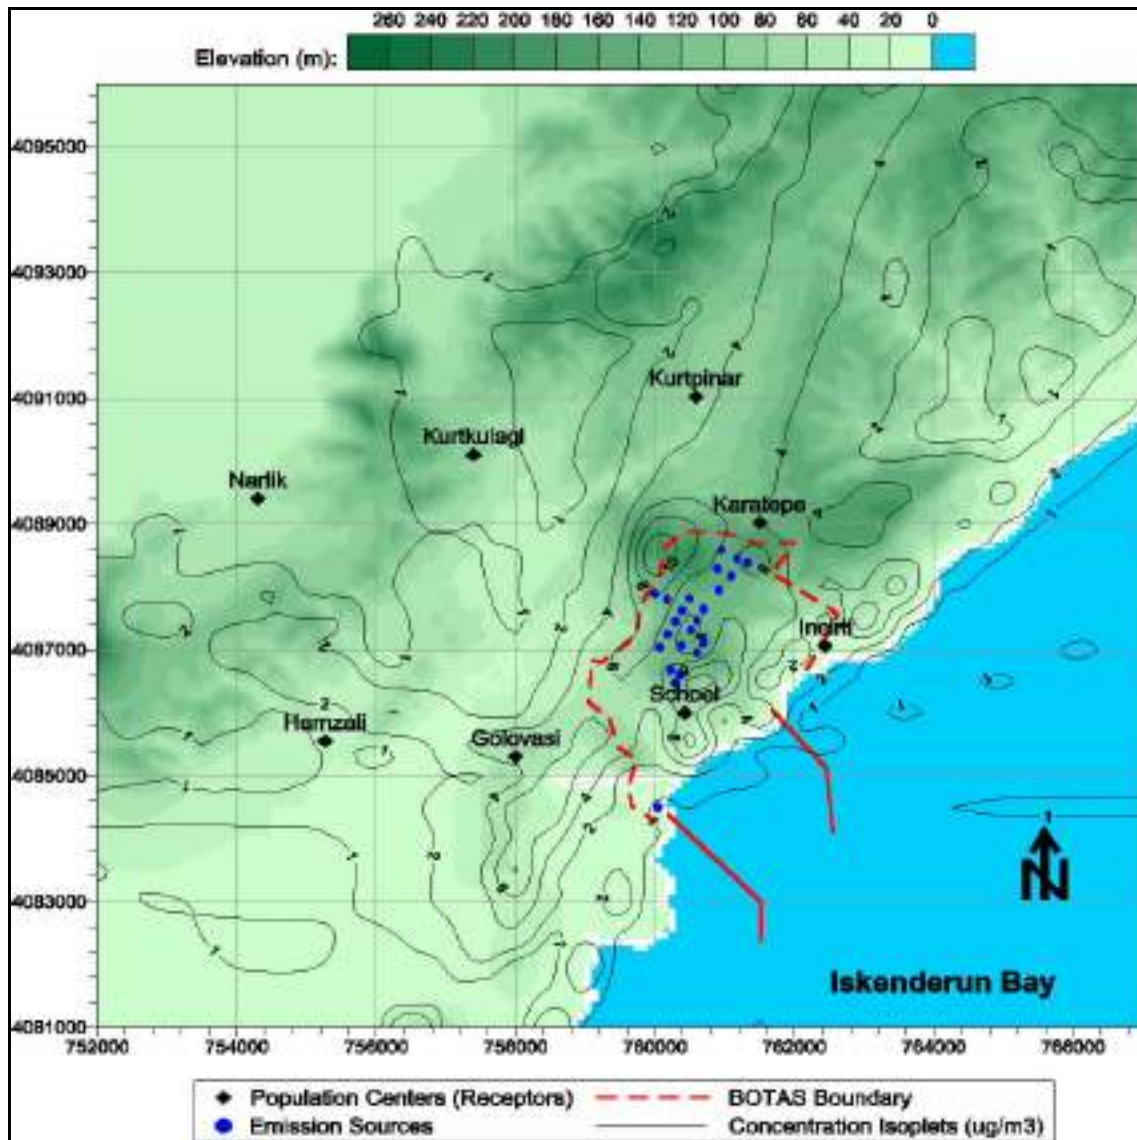 260 240 220 200 180 160 140 120 100 80 60 40 20 0
Elevation (m):
4095000
4093000
4091000
4089000
4087000
4085000
4083000
4081000
Kurtpinar
Kurtkulagi
Narlik
Karatepe
Incirli
School
Hamzali
Golovasi
N
Iskenderun Bay
752000 754000 756000 758000 760000 762000 764000 766000
Population Centers (Receptors) BOTAS Boundary
Emission Sources Concentration Isoplets (ug/m3)